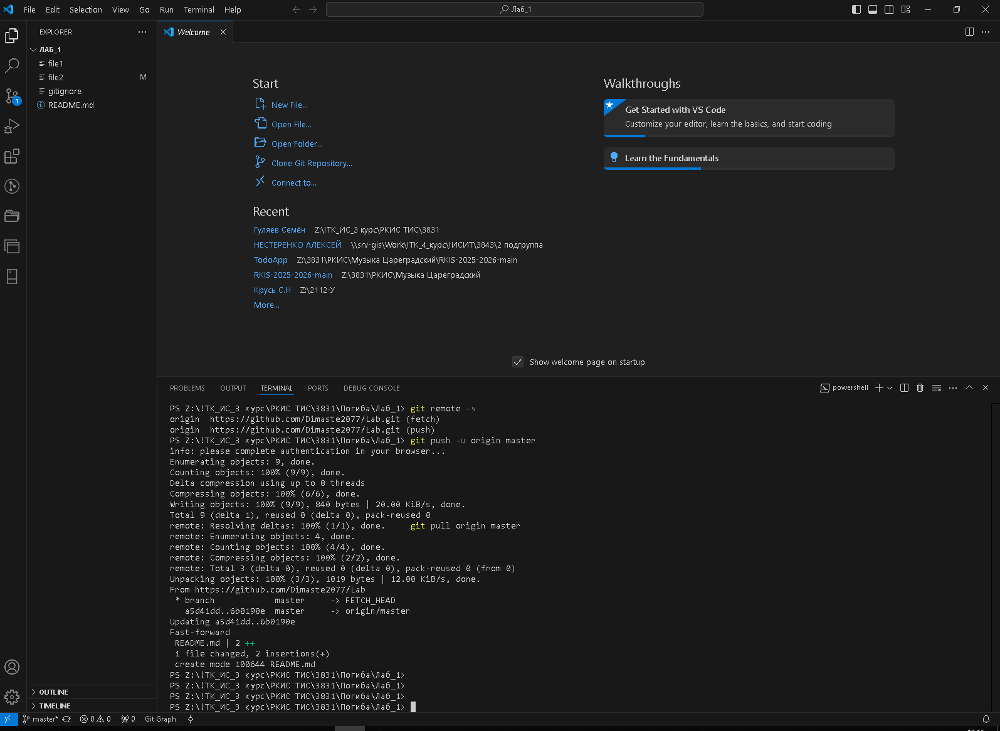 File Edit Selection View Go Run Terminal Help
Лаб_1
EXPLORER
Welcome
ЛАБ_1
file1
file2 M
gitignore
README.md
1
Start
New File...
Open File...
Open Folder...
Clone Git Repository...
Connect to...
Recent
Гуляев Семён Z:\!ТК_ИС_3 курс\РКИС ТИС\3831
НЕСТЕРЕНКО АЛЕКСЕЙ \\srv-gis\Work\!ТК_4_курс\!ИСИТ\3843\2 подгруппа
TodoApp Z:\3831\РКИС\Музыка Цареградский\RKIS-2025-2026-main
RKIS-2025-2026-main Z:\3831\РКИС\Музыка Цареградский
Крусь С.Н Z:\2112-У
More...
Walkthroughs
Get Started with VS Code
Customize your editor, learn the basics, and start coding
Learn the Fundamentals
Show welcome page on startup
PROBLEMS OUTPUT TERMINAL PORTS DEBUG CONSOLE
powershell
PS Z:\!ТК_ИС_3 курс\РКИС ТИС\3831\Погиба\Лаб_1> git remote -v
origin  https://github.com/Dimaste2077/Lab.git (fetch)
origin  https://github.com/Dimaste2077/Lab.git (push)
PS Z:\!ТК_ИС_3 курс\РКИС ТИС\3831\Погиба\Лаб_1> git push -u origin master
info: please complete authentication in your browser...
Enumerating objects: 9, done.
Counting objects: 100% (9/9), done.
Delta compression using up to 8 threads
Compressing objects: 100% (6/6), done.
Writing objects: 100% (9/9), 840 bytes | 20.00 KiB/s, done.
Total 9 (delta 1), reused 0 (delta 0), pack-reused 0
remote: Resolving deltas: 100% (1/1), done.     git pull origin master
remote: Enumerating objects: 4, done.
remote: Counting objects: 100% (4/4), done.
remote: Compressing objects: 100% (2/2), done.
remote: Total 3 (delta 0), reused 0 (delta 0), pack-reused 0 (from 0)
Unpacking objects: 100% (3/3), 1019 bytes | 12.00 KiB/s, done.
From https://github.com/Dimaste2077/Lab
 * branch            master     -> FETCH_HEAD
   a5d41dd..6b0190e  master     -> origin/master
Updating a5d41dd..6b0190e
Fast-forward
 README.md | 2 ++
 1 file changed, 2 insertions(+)
 create mode 100644 README.md
PS Z:\!ТК_ИС_3 курс\РКИС ТИС\3831\Погиба\Лаб_1>
PS Z:\!ТК_ИС_3 курс\РКИС ТИС\3831\Погиба\Лаб_1>
PS Z:\!ТК_ИС_3 курс\РКИС ТИС\3831\Погиба\Лаб_1>
PS Z:\!ТК_ИС_3 курс\РКИС ТИС\3831\Погиба\Лаб_1>
OUTLINE
TIMELINE
master* 0 0 0 Git Graph